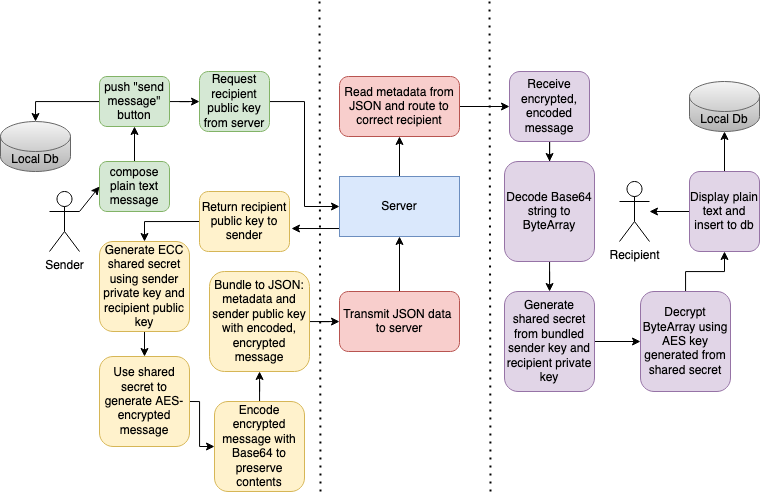 push "send
message"
button
Request
recipient
public key
from server
Local Db
compose
plain text
message
Sender
Return recipient
public key to
sender
Generate ECC
shared secret
using sender
private key and
recipient public
key
Use shared
secret to
generate AES-
encrypted
message
Encode
encrypted
message with
Base64 to
preserve
contents
Bundle to JSON:
metadata and
sender public key
with encoded,
encrypted
message
Read metadata from
JSON and route to
correct recipient
Server
Transmit JSON data
to server
Receive
encrypted,
encoded
message
Decode Base64
string to
ByteArray
Generate
shared secret
from bundled
sender key and
recipient private
key
Decrypt
ByteArray using
AES key
generated from
shared secret
Display plain
text and
insert to db
Local Db
Recipient